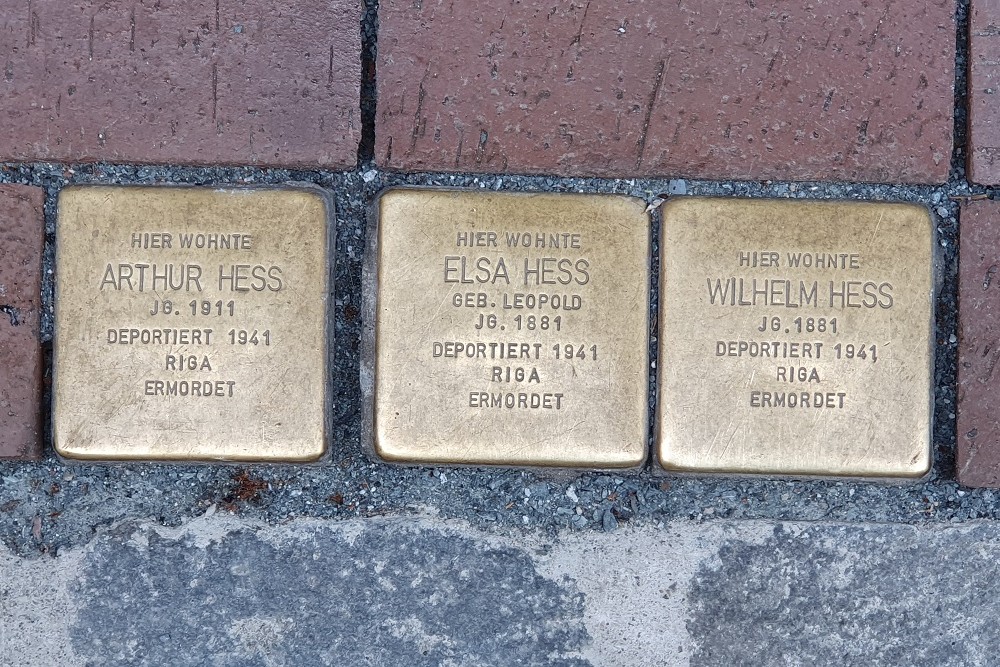 HIER WOHNTE
ARTHUR HESS
JG. 1911
DEPORTIERT 1941
RIGA
ERMORDET
HIER WOHNTE
ELSA HESS
GEB. LEOPOLD
JG. 1881
DEPORTIERT 1941
RIGA
ERMORDET
HIER WOHNTE
WILHELM HESS
JG. 1881
DEPORTIERT 1941
RIGA
ERMORDET